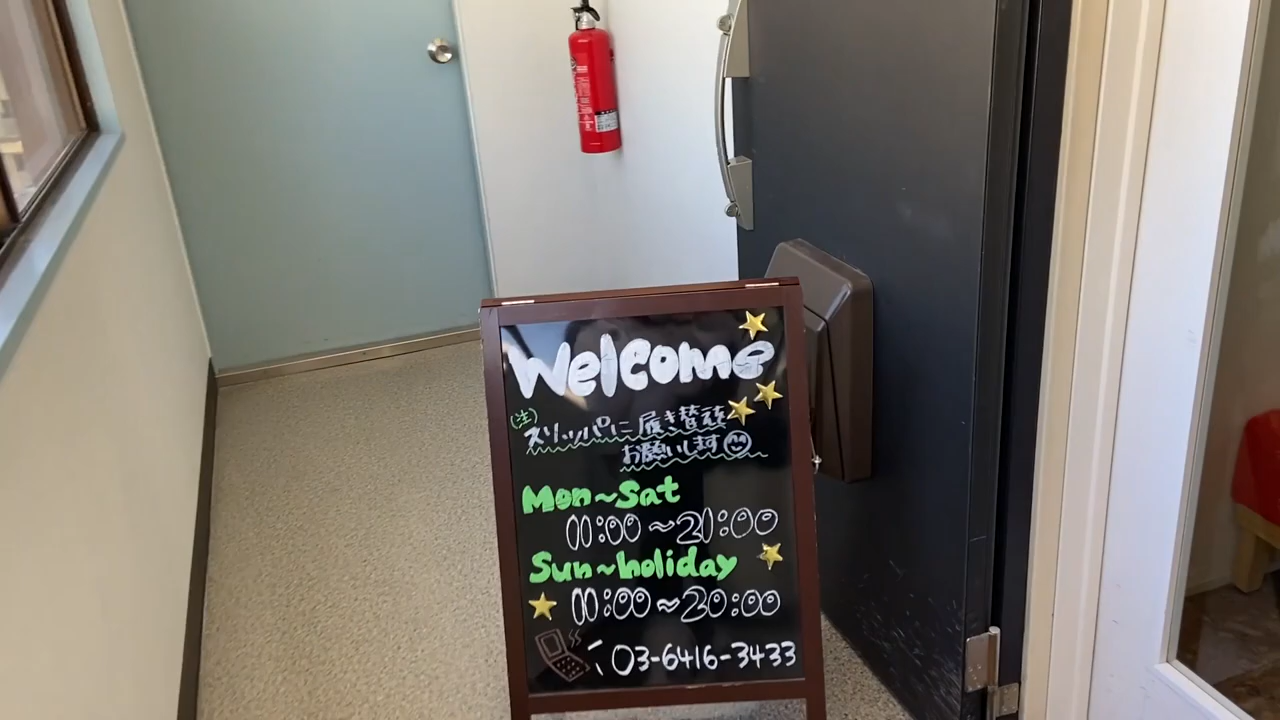 Welcome
(注)
スリッパに履き替え
お願いします
Mon~Sat
11:00~21:00
Sun~holiday
11:00~20:00
03-6416-3433